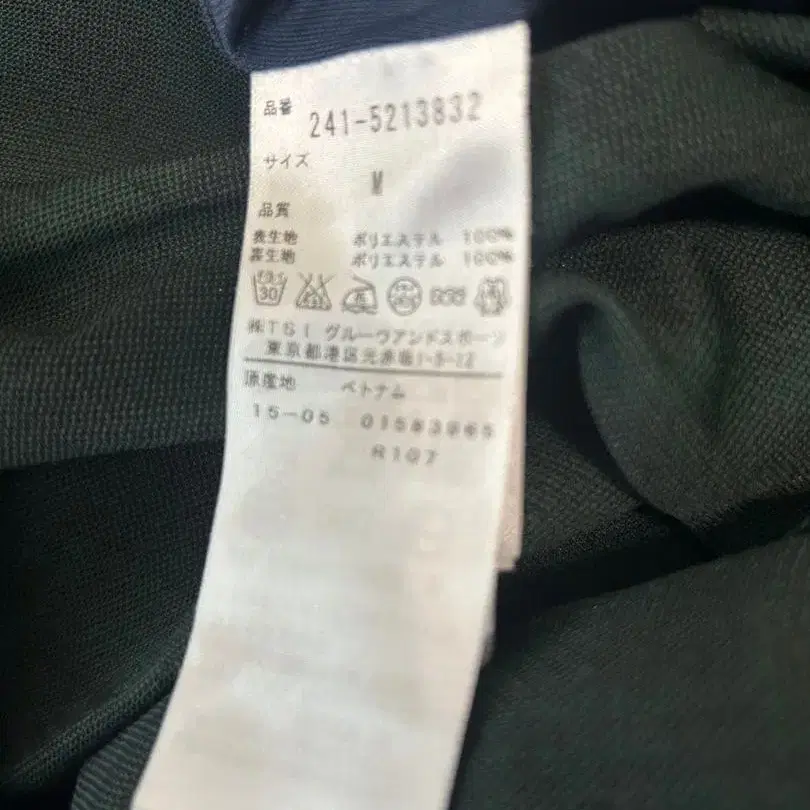 品番 241-5213832
サイズ
M
品質
表生地 ポリエステル 100%
裏生地 ポリエステル 100%
30
㈱TSI グルーヴアンドスポーツ
東京都港区元赤坂1-8-12
原産地 ベトナム
15-05
R107